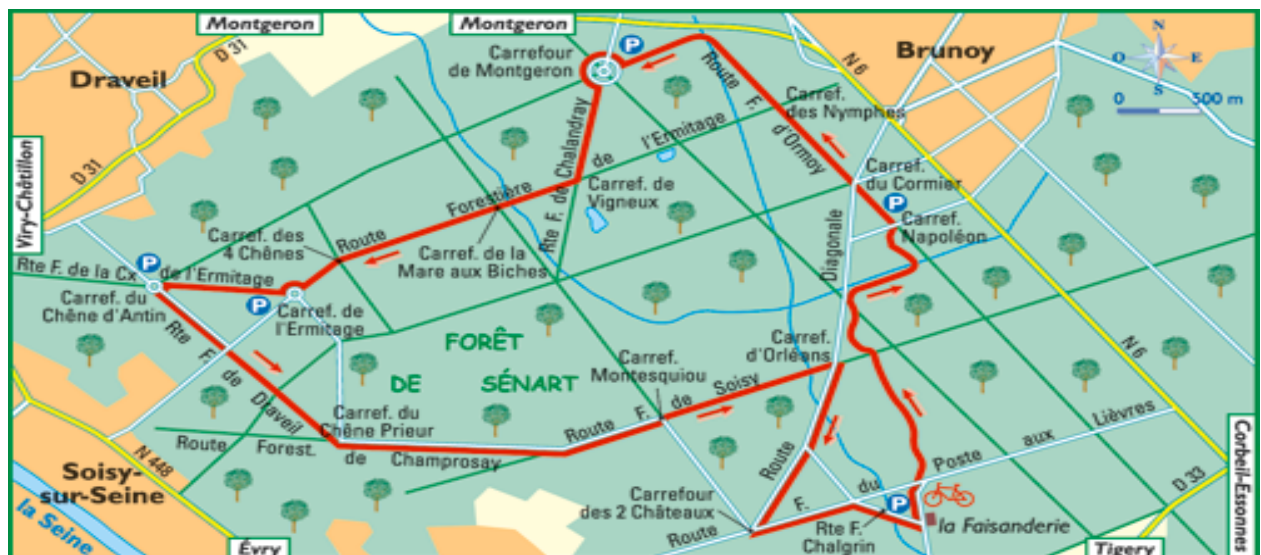 Montgeron
Montgeron
Draveil
D 31
Carrefour
de Montgeron
P
Route
F.
d'Ormoy
N 6
Brunoy
N
O
E
S
0 500 m
Carref.
des Nymphes
D 31
Viry-Châtillon
Rte F. de Chalandray
de l'Ermitage
Carref.
du Cormier
P
Carref.
Napoléon
Carref. de
Vigneux
Route Forestière
Carref. des
4 Chênes
Carref. de la
Mare aux Biches
Diagonale
Rte F. de la Cx de l'Ermitage
P
P
Carref. du
Chêne d'Antin
Carref. de
l'Ermitage
FORÊT
DE SÉNART
Carref.
d'Orléans
N 6
Carref.
Montesquiou
Rte F. de Draveil
Carref. du
Chêne Prieur
Route F. de Soisy
Route Forest. de Champrosay
N 448
Soisy-
sur-Seine
la Seine
Évry
Route
Carrefour
des 2 Châteaux
Route F. du Poste aux Lièvres
P
Rte F.
Chalgrin
la Faisanderie
D 33
Corbeil-Essonnes
Tigery